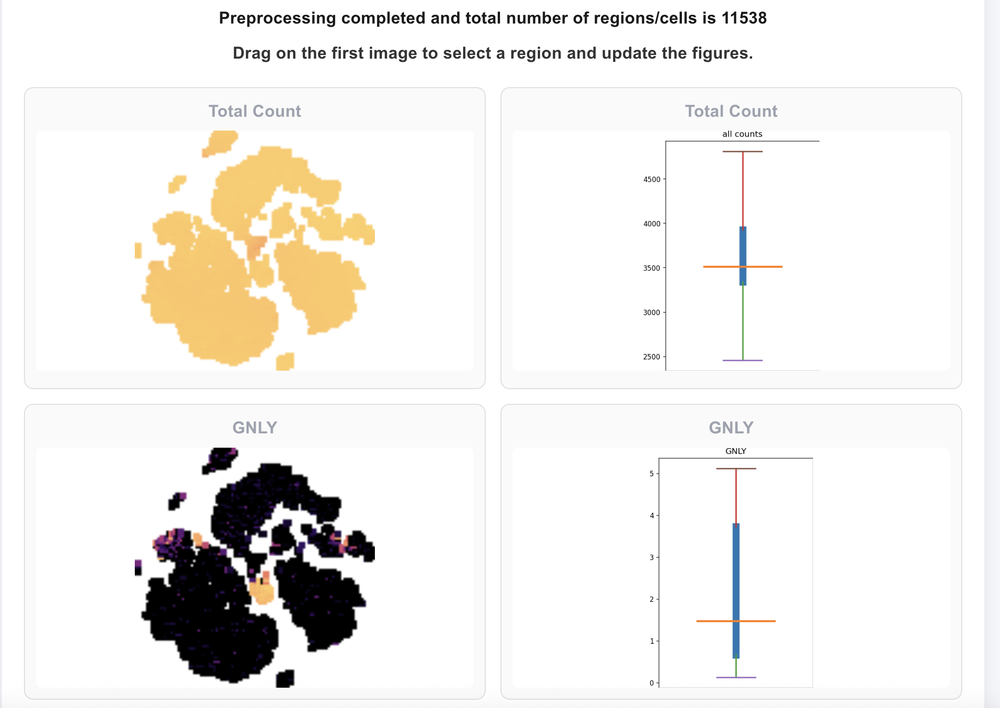 Preprocessing completed and total number of regions/cells is 11538
Drag on the first image to select a region and update the figures.
Total Count
Total Count
all counts
4500
4000
3500
3000
2500
GNLY
GNLY
GNLY
5
4
3
2
1
0